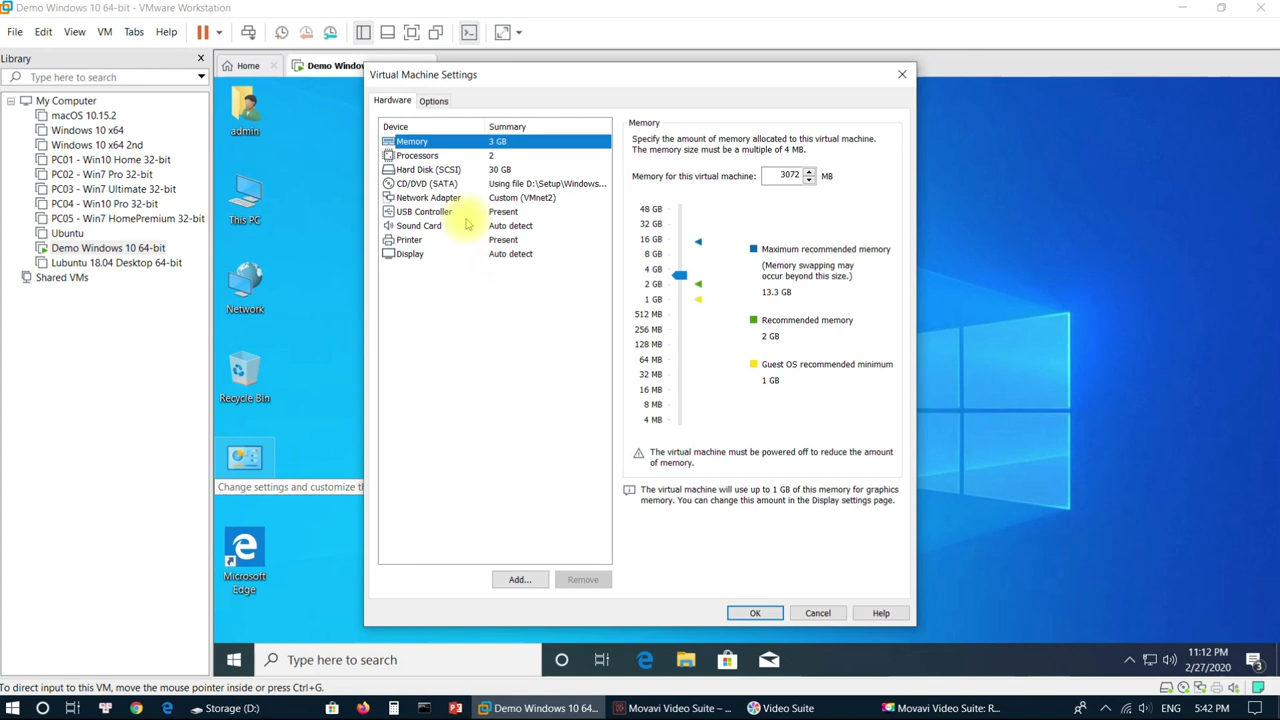 Demo Windows 10 64-bit - VMware Workstation
File Edit View VM Tabs Help
Library
Type here to search
My Computer
macOS 10.15.2
Windows 10 x64
Windows 10 x64 2nd
PC01 - Win10 Home 32-bit
PC02 - Win7 Pro 32-bit
PC03 - Win7 Ultimate 32-bit
PC04 - Win10 Pro 32-bit
PC05 - Win7 HomePremium 32-bit
Ubuntu
Demo Windows 10 64-bit
Lubuntu 18.04 Desktop 64-bit
Shared VMs
Home
Demo Windo
admin
This PC
Network
Recycle Bin
Change settings and customize th
Microsoft
Edge
Virtual Machine Settings
Hardware Options
Device Summary
Memory 3 GB
Processors 2
Hard Disk (SCSI) 30 GB
CD/DVD (SATA) Using file D:\Setup\Windows...
Network Adapter Custom (VMnet2)
USB Controller Present
Sound Card Auto detect
Printer Present
Display Auto detect
Add... Remove
Memory
Specify the amount of memory allocated to this virtual machine.
The memory size must be a multiple of 4 MB.
Memory for this virtual machine: 3072 MB
48 GB
32 GB
16 GB
8 GB
4 GB
2 GB
1 GB
512 MB
256 MB
128 MB
64 MB
32 MB
16 MB
8 MB
4 MB
Maximum recommended memory
(Memory swapping may
occur beyond this size.)
13.3 GB
Recommended memory
2 GB
Guest OS recommended minimum
1 GB
The virtual machine must be powered off to reduce the amount
of memory.
The virtual machine will use up to 1 GB of this memory for graphics
memory. You can change this amount in the Display settings page.
OK Cancel Help
Type here to search
11:12 PM
2/27/2020
3
To direct input to this VM, move the mouse pointer inside or press Ctrl+G.
Storage (D:)
Demo Windows 10 64...
Movavi Video Suite – ...
Video Suite
Movavi Video Suite: R...
ENG
5:42 PM